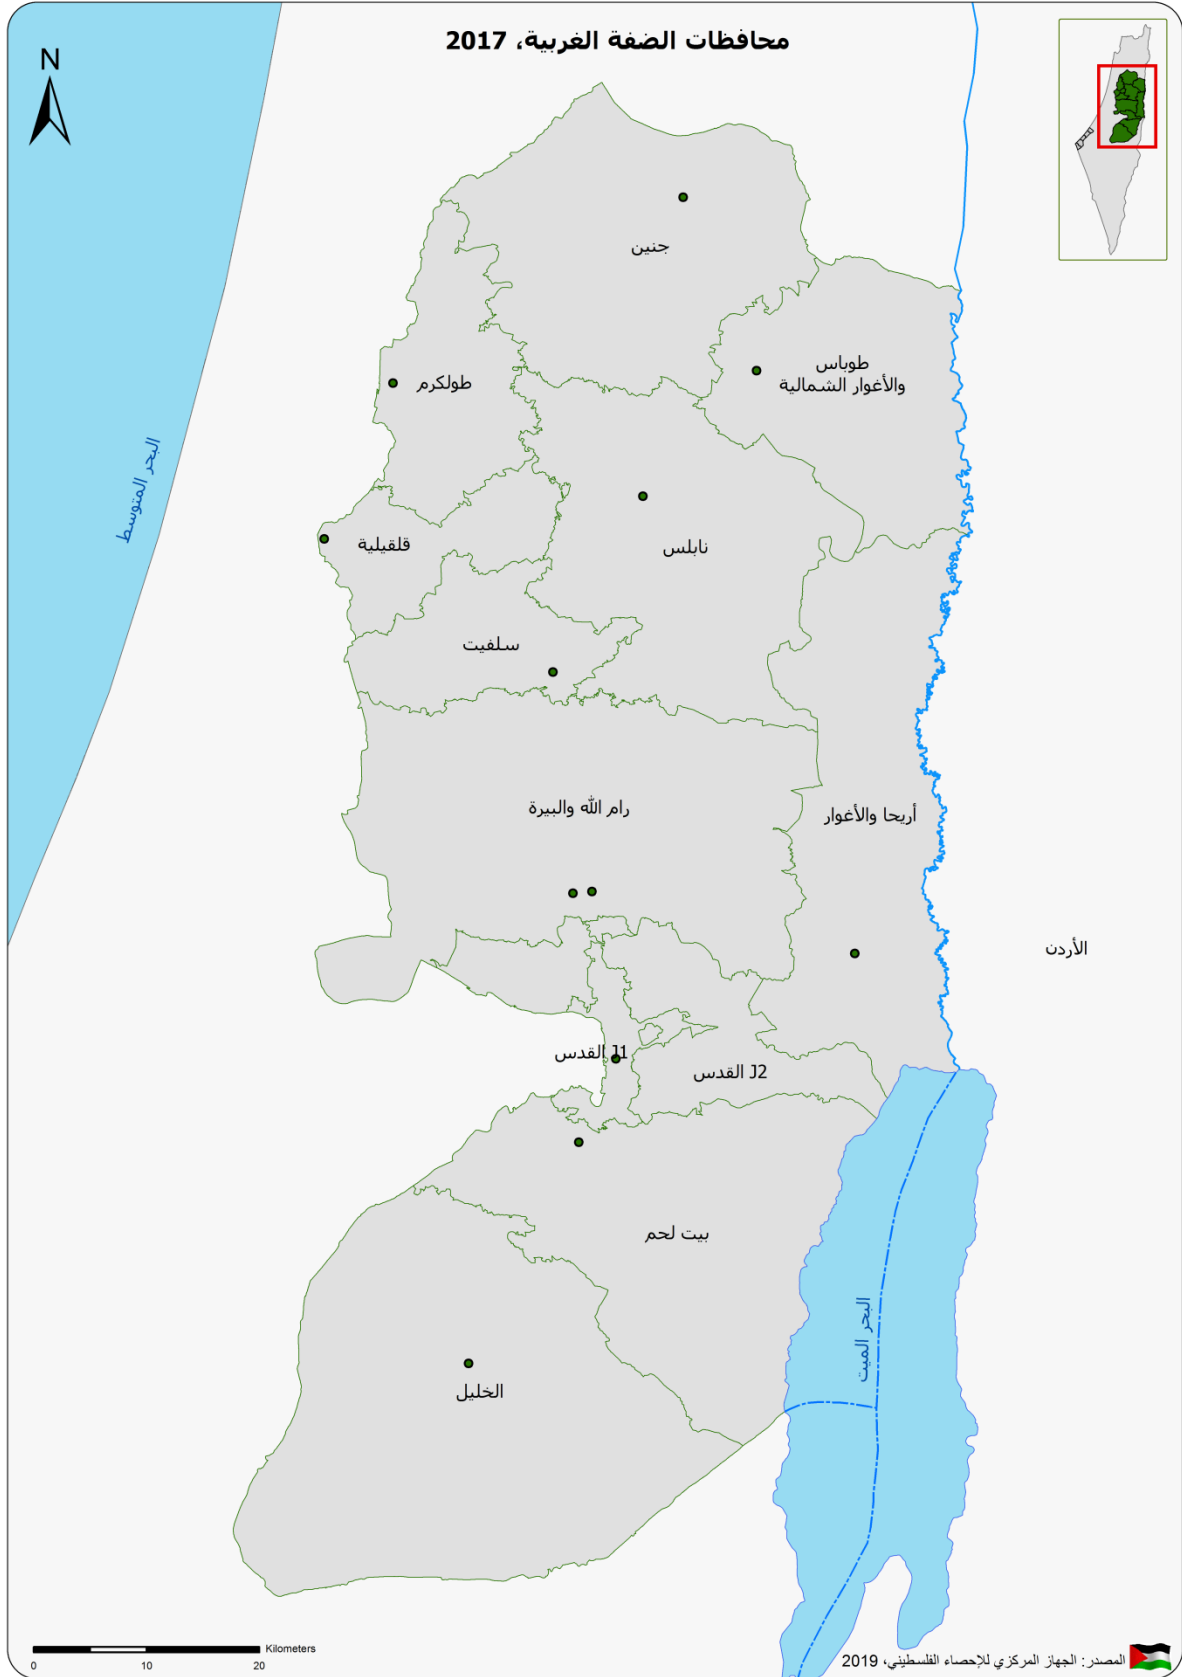 محافظات الضفة الغربية، 2017
N
جنين
طوباس
والأغوار الشمالية
طولكرم
البحر المتوسط
قلقيلية
نابلس
سلفيت
رام الله والبيرة
أريحا والأغوار
الأردن
القدس J1
القدس J2
بيت لحم
البحر الميت
الخليل
Kilometers
0 10 20
المصدر: الجهاز المركزي للإحصاء الفلسطيني، 2019